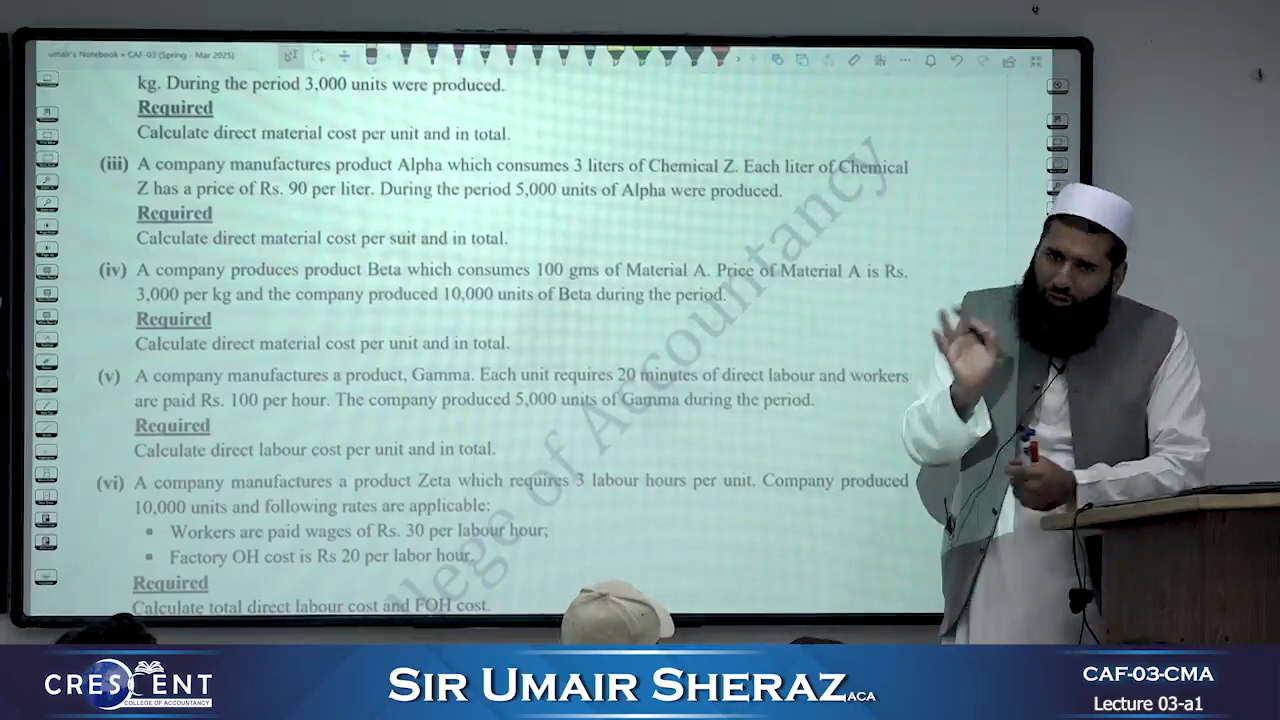 umair's Notebook » CAF-03 (Spring - Mar 2025)
kg. During the period 3,000 units were produced.
Required
Calculate direct material cost per unit and in total.
(iii) A company manufactures product Alpha which consumes 3 liters of Chemical Z. Each liter of Chemical
Z has a price of Rs. 90 per liter. During the period 5,000 units of Alpha were produced.
Required
Calculate direct material cost per suit and in total.
(iv) A company produces product Beta which consumes 100 gms of Material A. Price of Material A is Rs.
3,000 per kg and the company produced 10,000 units of Beta during the period.
Required
Calculate direct material cost per unit and in total.
(v) A company manufactures a product, Gamma. Each unit requires 20 minutes of direct labour and workers
are paid Rs. 100 per hour. The company produced 5,000 units of Gamma during the period.
Required
Calculate direct labour cost per unit and in total.
(vi) A company manufactures a product Zeta which requires 3 labour hours per unit. Company produced
10,000 units and following rates are applicable:
▪ Workers are paid wages of Rs. 30 per labour hour;
▪ Factory OH cost is Rs 20 per labor hour.
Required
Calculate total direct labour cost and FOH cost.
llege of Accountancy
CRESCENT
COLLEGE OF ACCOUNTANCY
SIR UMAIR SHERAZ, ACA
CAF-03-CMA
Lecture 03-a1